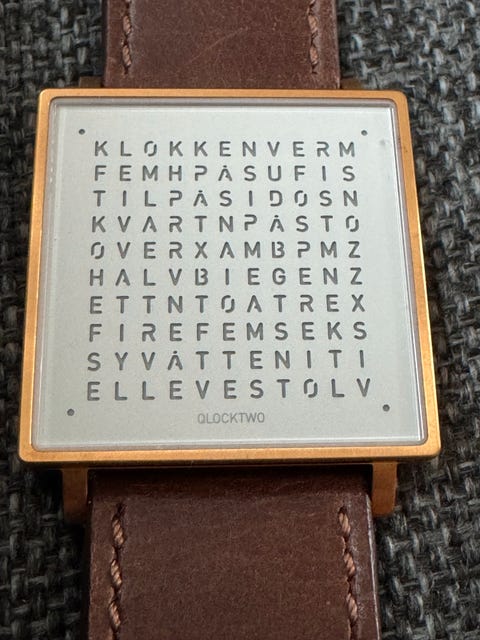 KLOKKENVERM
FEMHPÅSUFIS
TILPÅSIDOSN
KVARTNPÅSTO
OVERXAMBPMZ
HALVBIEGENZ
ETTNTOATREX
FIREFEMSEKS
SYVÅTTENITI
ELLEVESTOLV
QLOCKTWO